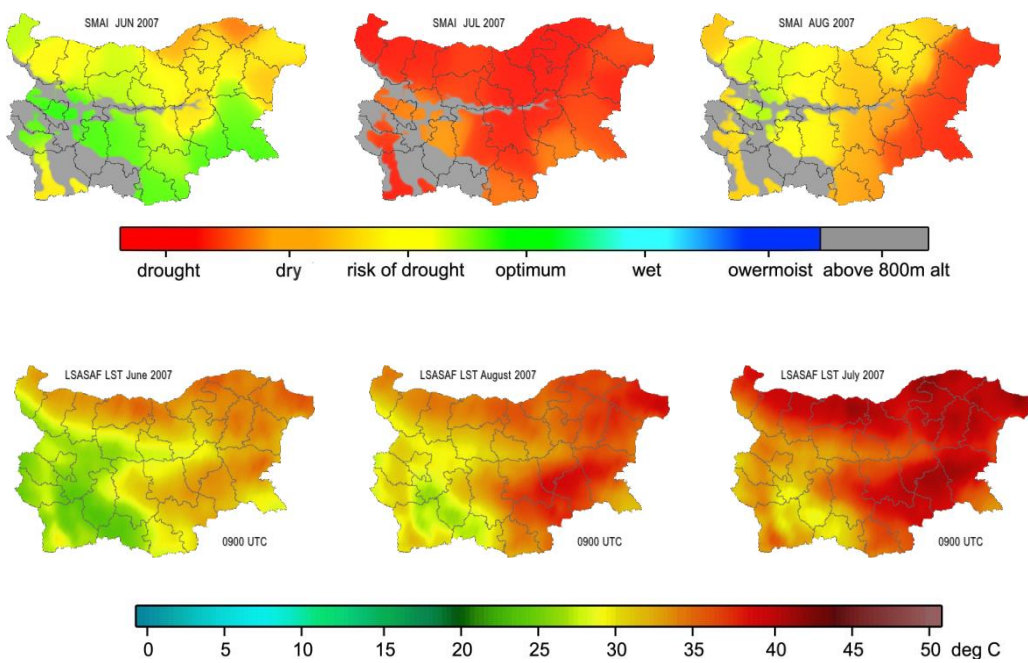 SMAI JUN 2007
SMAI JUL 2007
SMAI AUG 2007
drought dry risk of drought optimum wet owermoist above 800m alt
LSASAF LST June 2007
LSASAF LST August 2007
LSASAF LST July 2007
0900 UTC
0900 UTC
0 5 10 15 20 25 30 35 40 45 50 deg C